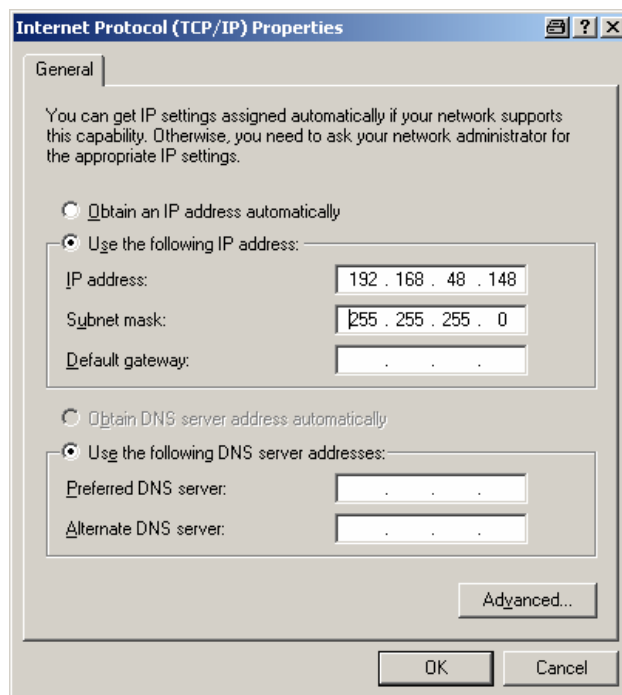 Internet Protocol (TCP/IP) Properties
General
You can get IP settings assigned automatically if your network supports
this capability. Otherwise, you need to ask your network administrator for
the appropriate IP settings.
Obtain an IP address automatically
Use the following IP address:
IP address: 192 . 168 . 48 . 148
Subnet mask: 255 . 255 . 255 . 0
Default gateway: . . .
Obtain DNS server address automatically
Use the following DNS server addresses:
Preferred DNS server: . . .
Alternate DNS server: . . .
Advanced...
OK Cancel